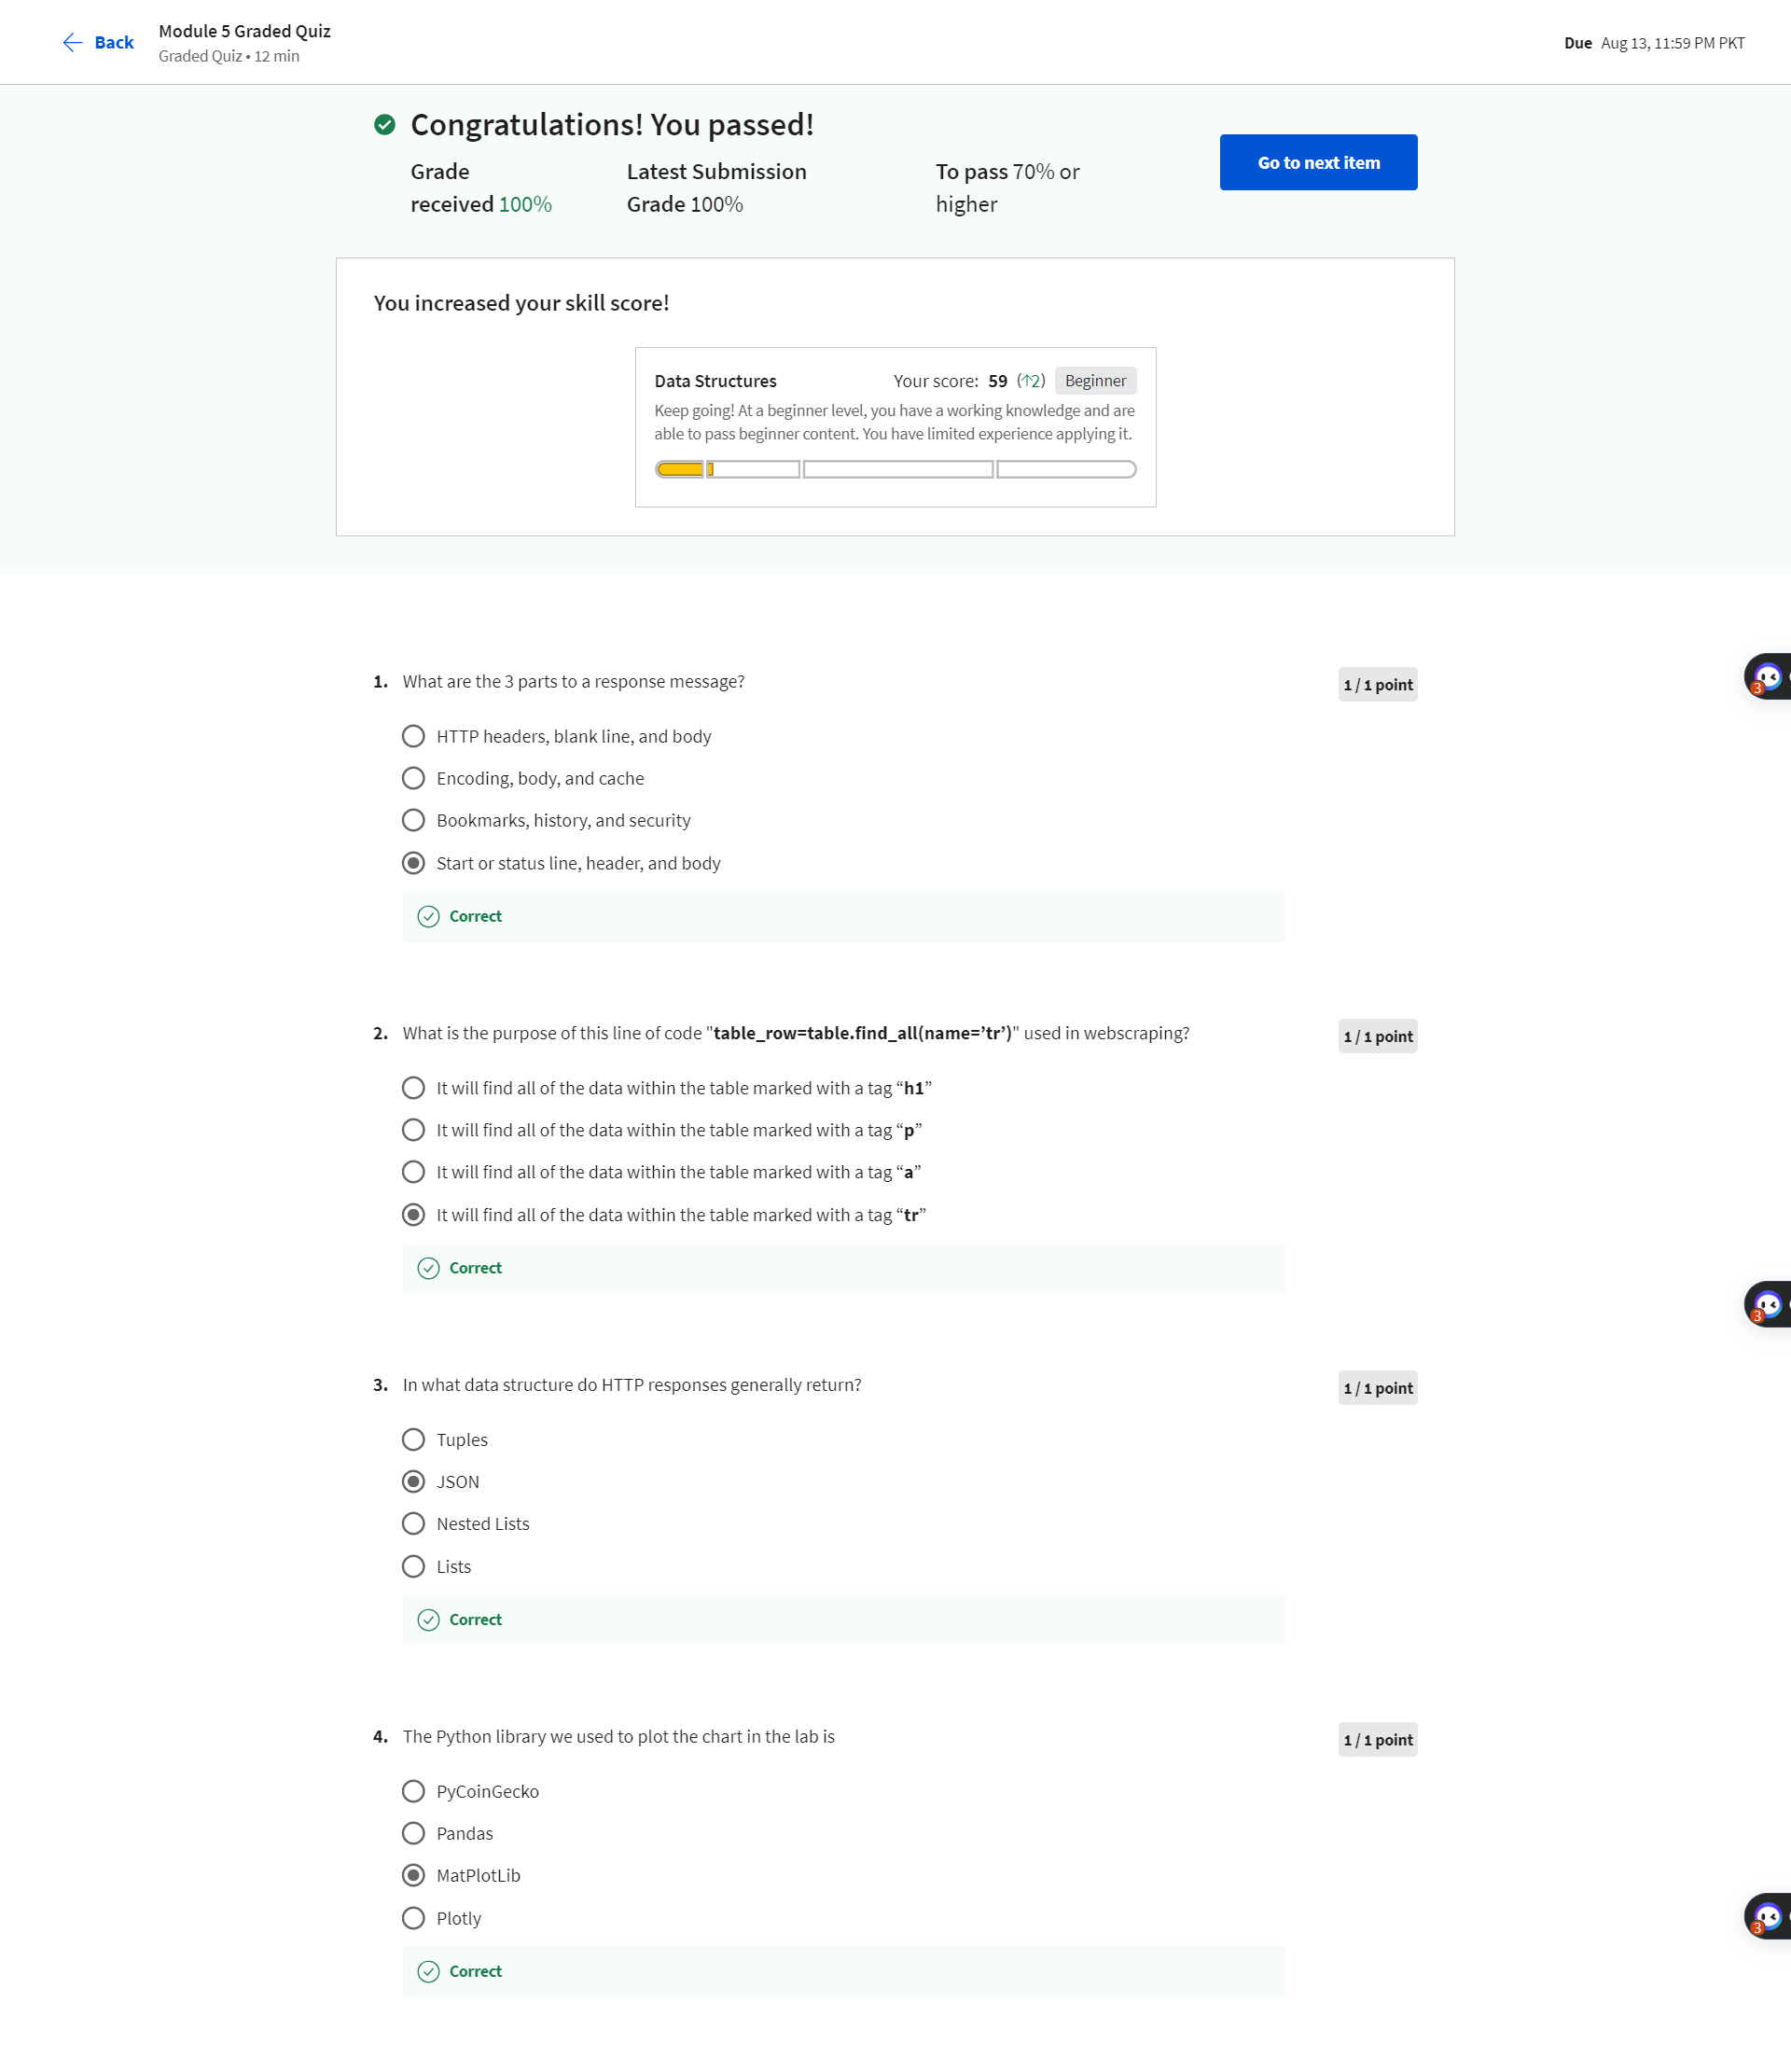 Back
Module 5 Graded Quiz
Graded Quiz • 12 min
Due Aug 13, 11:59 PM PKT
Congratulations! You passed!
Grade received 100%
Latest Submission Grade 100%
To pass 70% or higher
Go to next item
You increased your skill score!
Data Structures
Your score: 59 (↑2) Beginner
Keep going! At a beginner level, you have a working knowledge and are
able to pass beginner content. You have limited experience applying it.
1. What are the 3 parts to a response message?
1 / 1 point
HTTP headers, blank line, and body
Encoding, body, and cache
Bookmarks, history, and security
Start or status line, header, and body
Correct
3
2. What is the purpose of this line of code "table_row=table.find_all(name=’tr’)" used in webscraping?
1 / 1 point
It will find all of the data within the table marked with a tag “h1”
It will find all of the data within the table marked with a tag “p”
It will find all of the data within the table marked with a tag “a”
It will find all of the data within the table marked with a tag “tr”
Correct
3
3. In what data structure do HTTP responses generally return?
1 / 1 point
Tuples
JSON
Nested Lists
Lists
Correct
4. The Python library we used to plot the chart in the lab is
1 / 1 point
PyCoinGecko
Pandas
MatPlotLib
Plotly
3
Correct